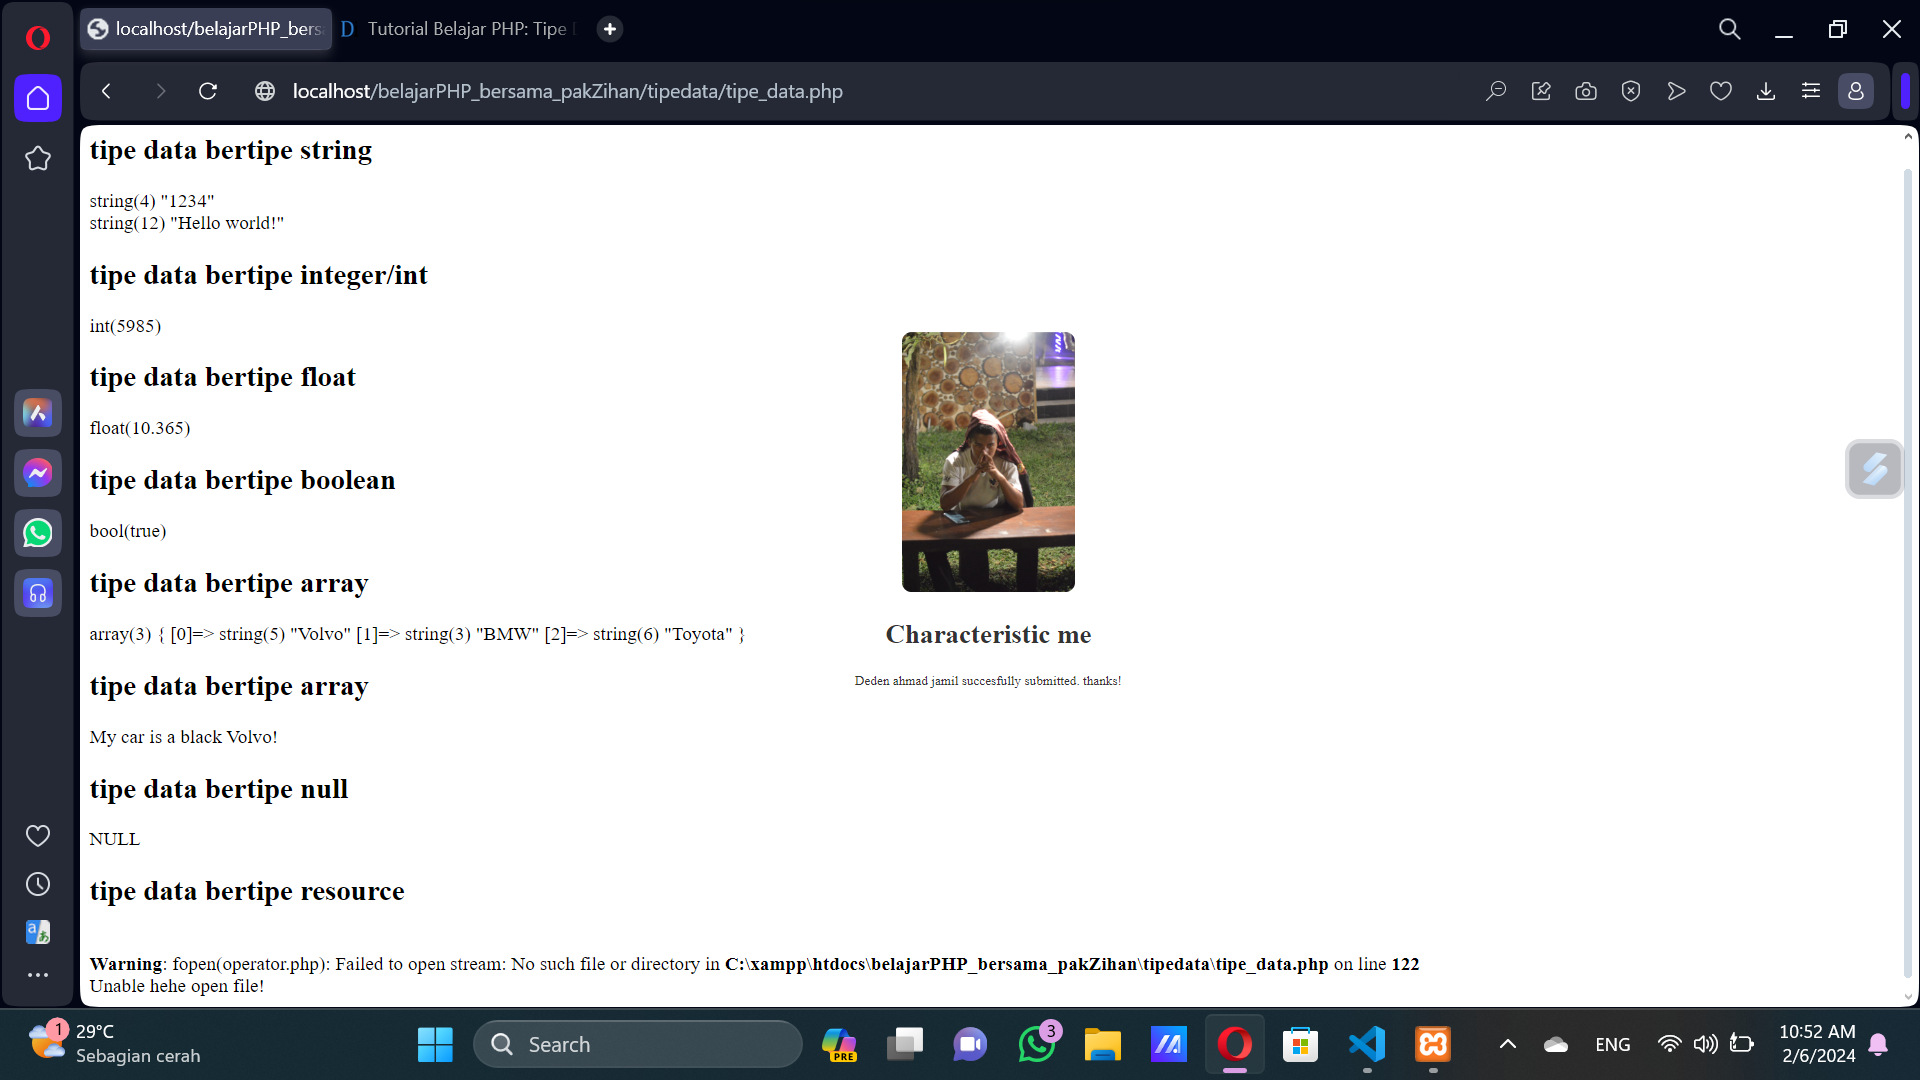 localhost/belajarPHP_bers
Tutorial Belajar PHP: Tipe
localhost/belajarPHP_bersama_pakZihan/tipedata/tipe_data.php
tipe data bertipe string
string(4) "1234"
string(12) "Hello world!"
tipe data bertipe integer/int
int(5985)
tipe data bertipe float
float(10.365)
tipe data bertipe boolean
bool(true)
tipe data bertipe array
array(3) { [0]=> string(5) "Volvo" [1]=> string(3) "BMW" [2]=> string(6) "Toyota" }
tipe data bertipe array
My car is a black Volvo!
tipe data bertipe null
NULL
tipe data bertipe resource
Warning: fopen(operator.php): Failed to open stream: No such file or directory in C:\xampp\htdocs\belajarPHP_bersama_pakZihan\tipedata\tipe_data.php on line 122
Unable hehe open file!
Characteristic me
Deden ahmad jamil succesfully submitted. thanks!
1
29°C
Sebagian cerah
Search
PRE
3
ENG
10:52 AM
2/6/2024